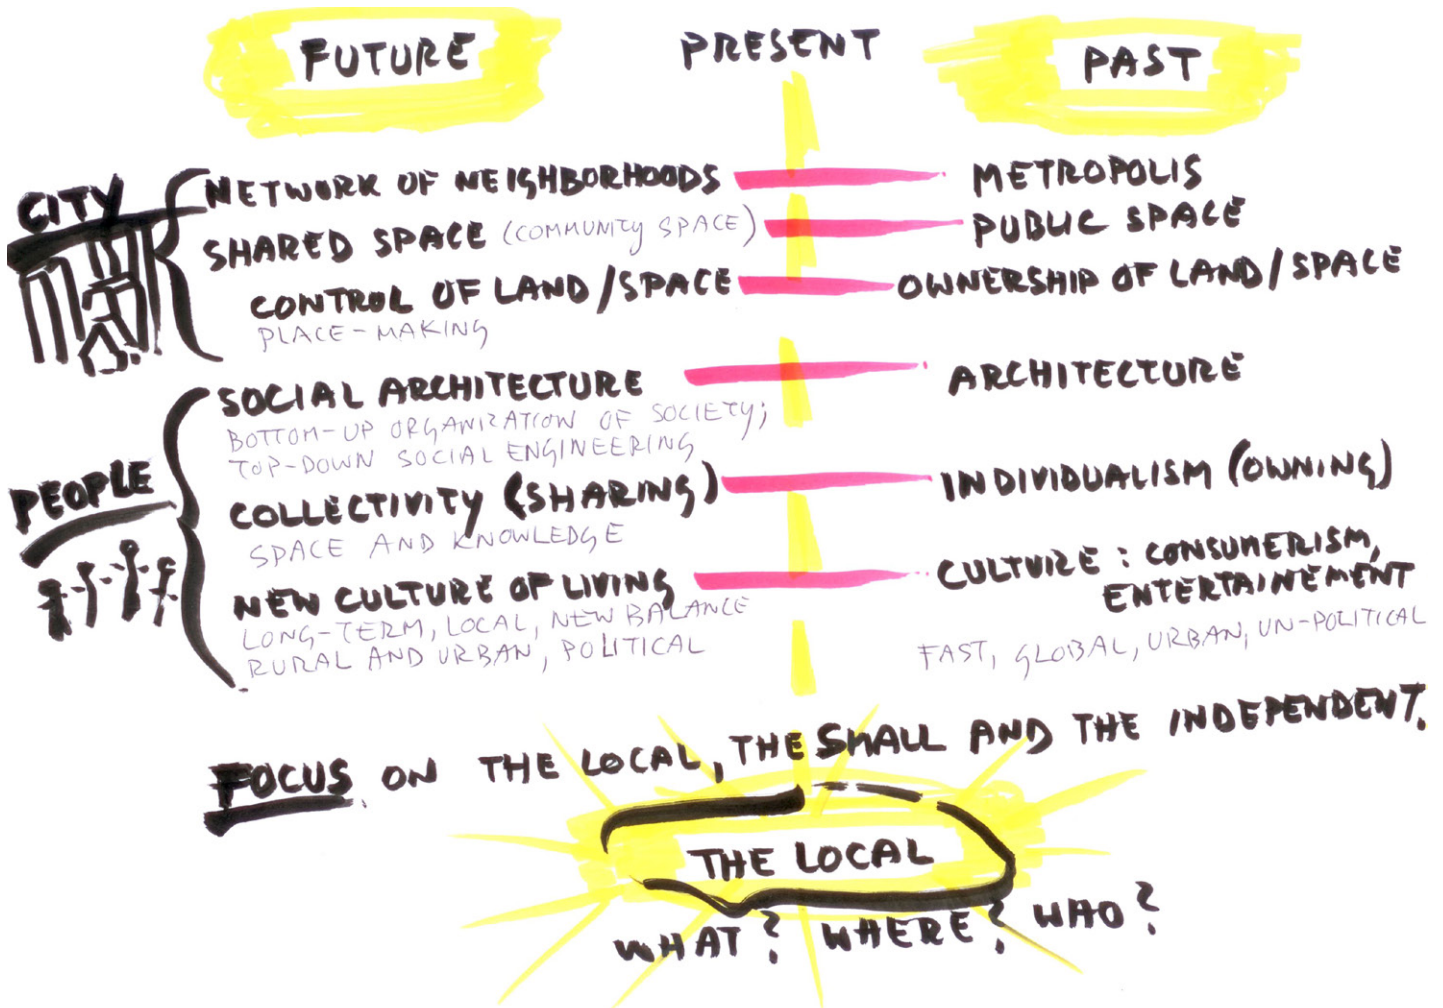 FUTURE
PRESENT
PAST
CITY
NETWORK OF NEIGHBORHOODS
METROPOLIS
SHARED SPACE (COMMUNITY SPACE)
PUBLIC SPACE
CONTROL OF LAND/SPACE
OWNERSHIP OF LAND/SPACE
PLACE-MAKING
PEOPLE
SOCIAL ARCHITECTURE
ARCHITECTURE
BOTTOM-UP ORGANIZATION OF SOCIETY;
TOP-DOWN SOCIAL ENGINEERING
COLLECTIVITY (SHARING)
INDIVIDUALISM (OWNING)
SPACE AND KNOWLEDGE
NEW CULTURE OF LIVING
CULTURE: CONSUMERISM,
ENTERTAINEMENT
LONG-TERM, LOCAL, NEW BALANCE
RURAL AND URBAN, POLITICAL
FAST, GLOBAL, URBAN, UN-POLITICAL
FOCUS ON THE LOCAL, THE SMALL AND THE INDEPENDENT.
THE LOCAL
WHAT? WHERE? WHO?